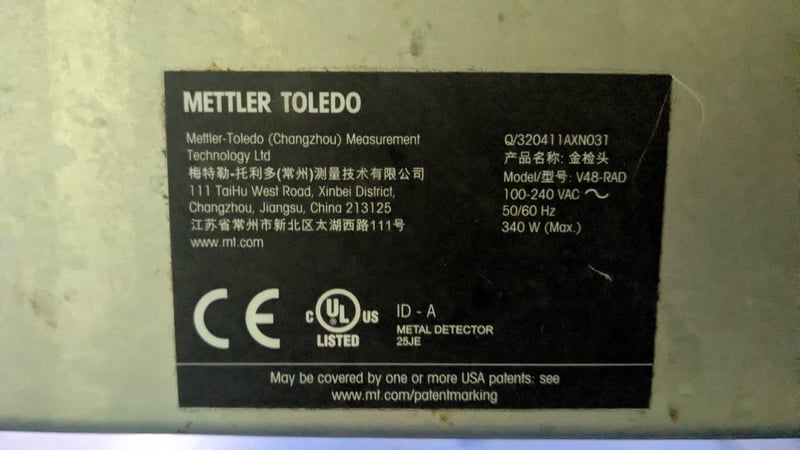 METTLER TOLEDO
Mettler-Toledo (Changzhou) Measurement
Technology Ltd
梅特勒-托利多(常州)测量技术有限公司
111 TaiHu West Road, Xinbei District,
Changzhou, Jiangsu, China 213125
江苏省常州市新北区太湖西路111号
www.mt.com
Q/320411AXN031
产品名称: 金检头
Model/型号: V48-RAD
100-240 VAC ~
50/60 Hz
340 W (Max.)
CE
C UL US
LISTED
ID - A
METAL DETECTOR
25JE
May be covered by one or more USA patents: see
www.mt.com/patentmarking